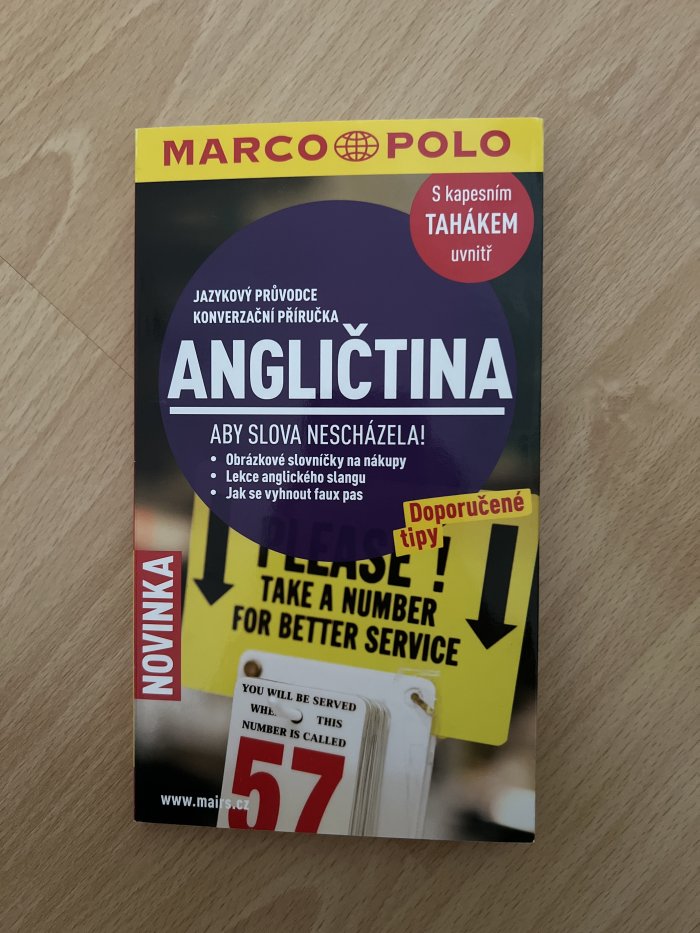 MARCO POLO
S kapesním
TAHÁKEM
uvnitř
JAZYKOVÝ PRŮVODCE
KONVERZAČNÍ PŘÍRUČKA
ANGLIČTINA
ABY SLOVA NESCHÁZELA!
• Obrázkové slovníčky na nákupy
• Lekce anglického slangu
• Jak se vyhnout faux pas
Doporučené
tipy
PLEASE !
TAKE A NUMBER
FOR BETTER SERVICE
NOVINKA
YOU WILL BE SERVED
THIS
NUMBER IS CALLED
57
www.mairs.cz